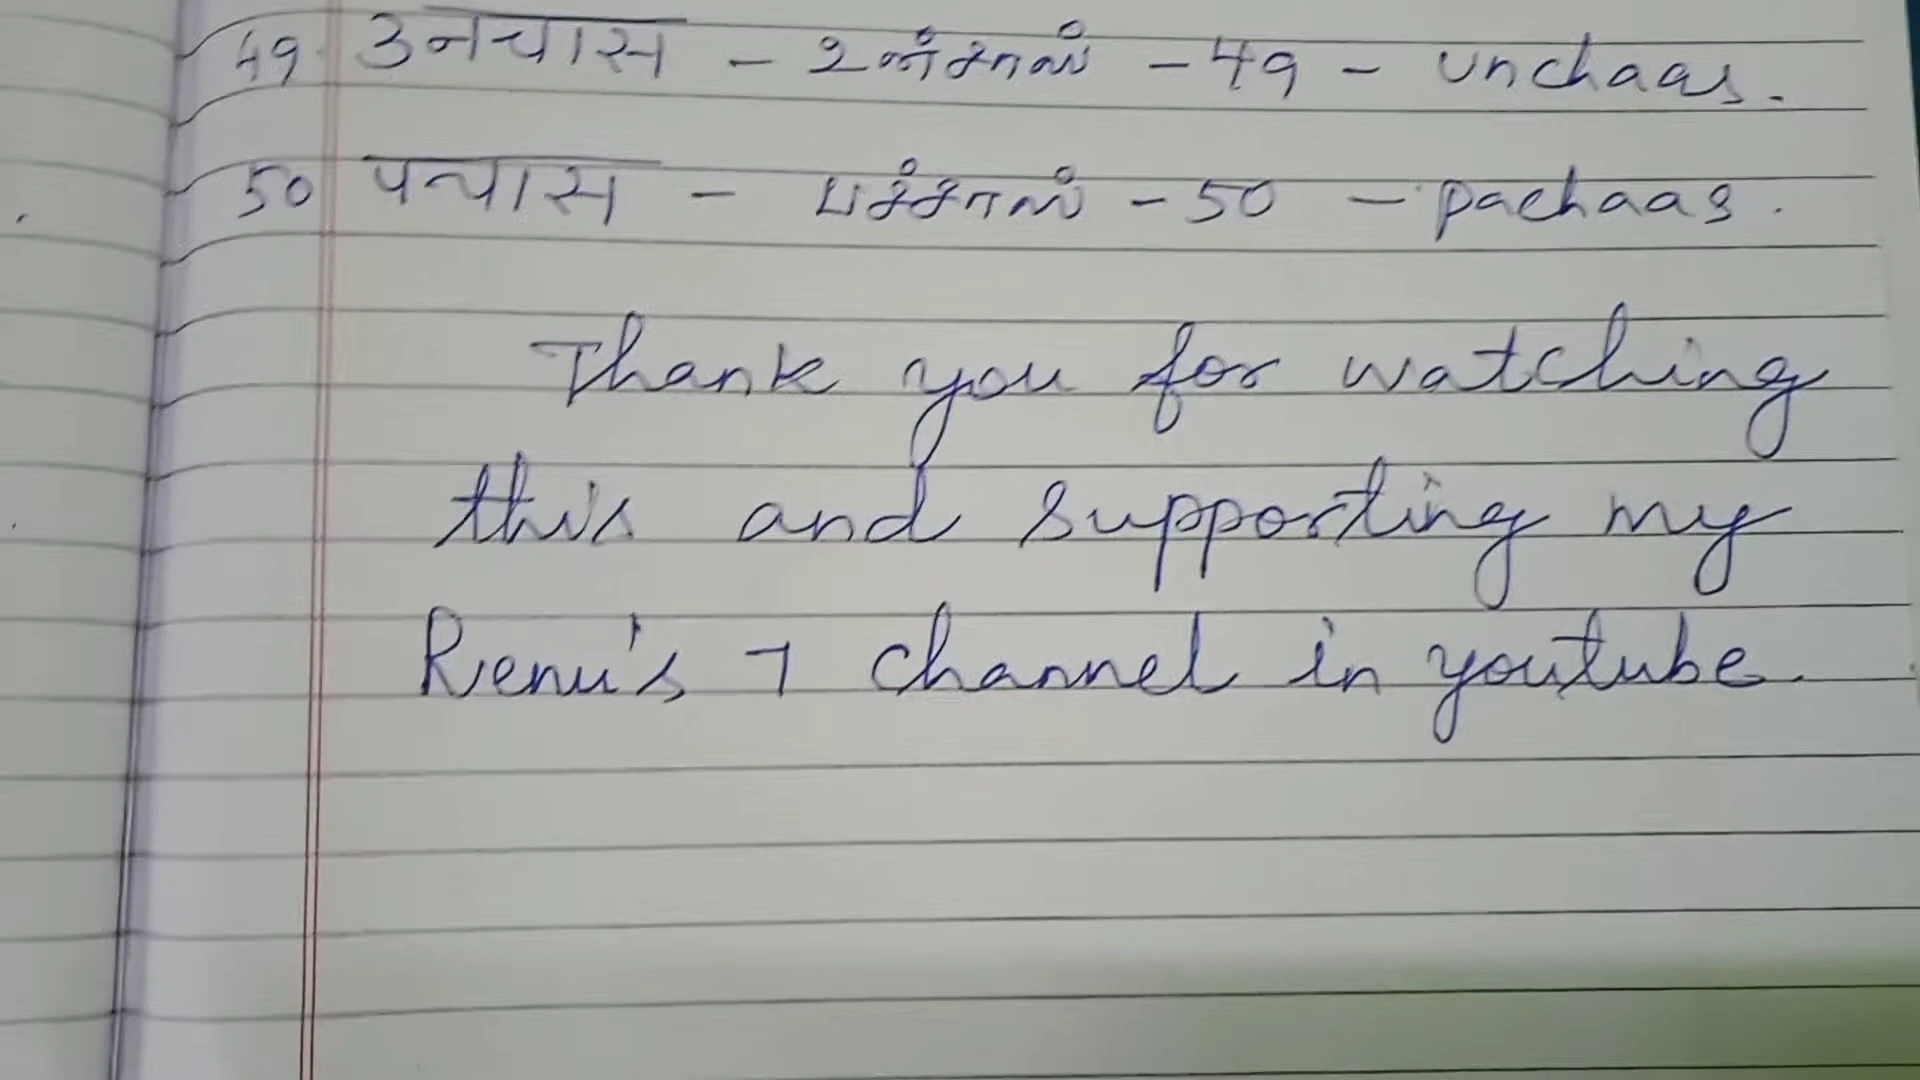 49 उनचास - உன்சாஸ் - 49 - unchaas.
50 पचास - பச்சாஸ் - 50 - pachaas.
Thank you for watching
this and supporting my
Renu's 7 channel in youtube.